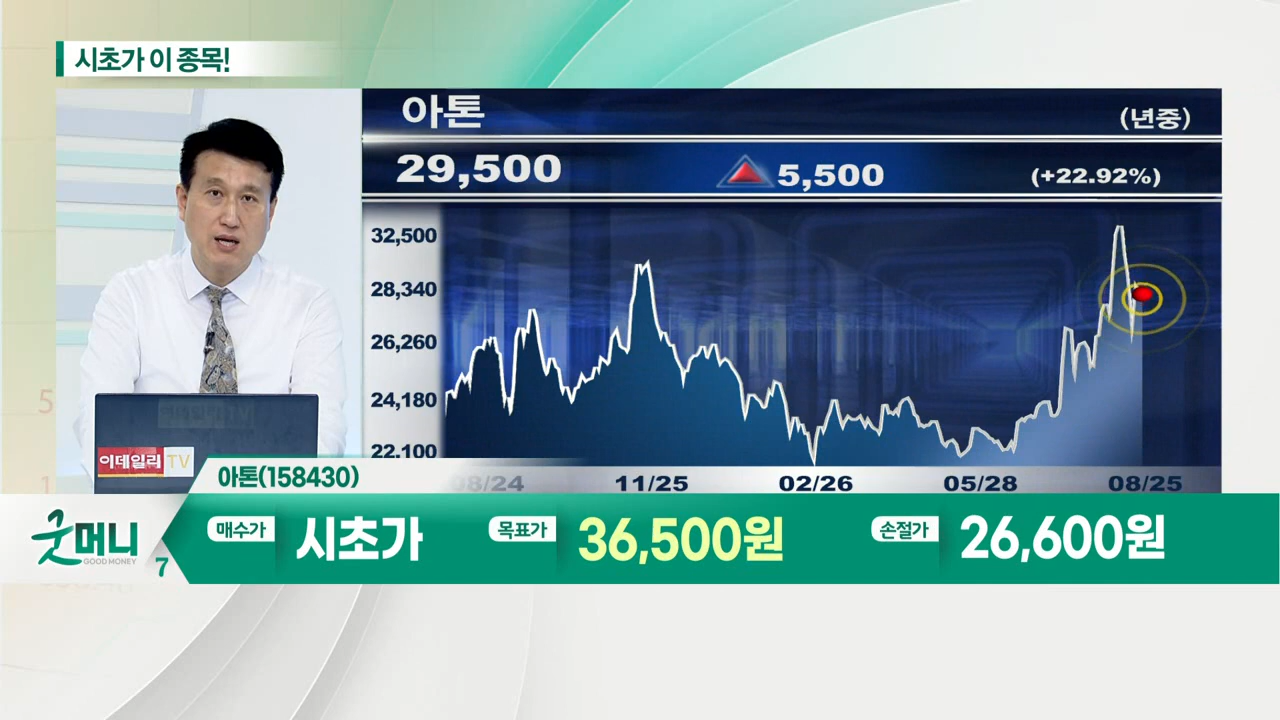 시초가 이 종목!
아톤
(년중)
29,500
5,500
(+22.92%)
32,500
28,340
26,260
24,180
22,100
08/24
11/25
02/26
05/28
08/25
이데일리 TV
아톤(158430)
굿머니
GOOD MONEY
7
매수가 시초가
목표가 36,500원
손절가 26,600원